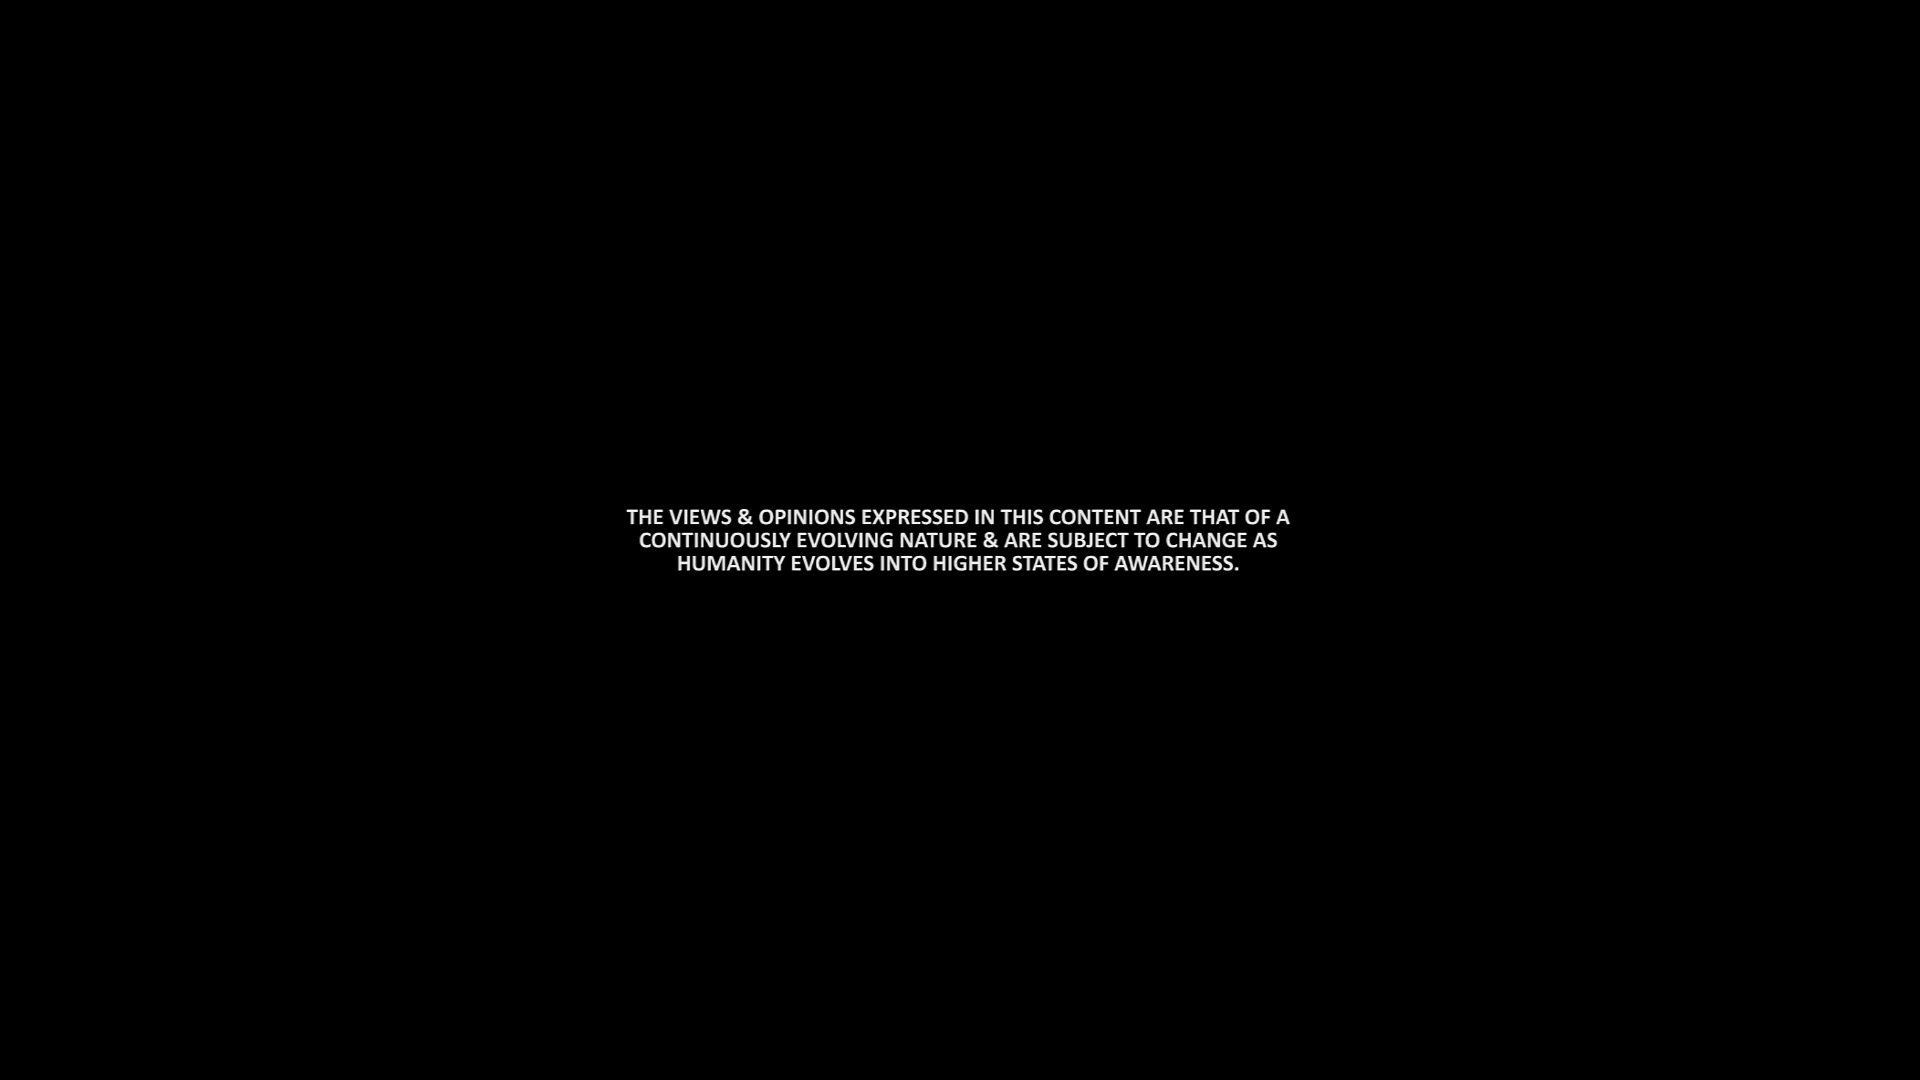 THE VIEWS & OPINIONS EXPRESSED IN THIS CONTENT ARE THAT OF A
CONTINUOUSLY EVOLVING NATURE & ARE SUBJECT TO CHANGE AS
HUMANITY EVOLVES INTO HIGHER STATES OF AWARENESS.